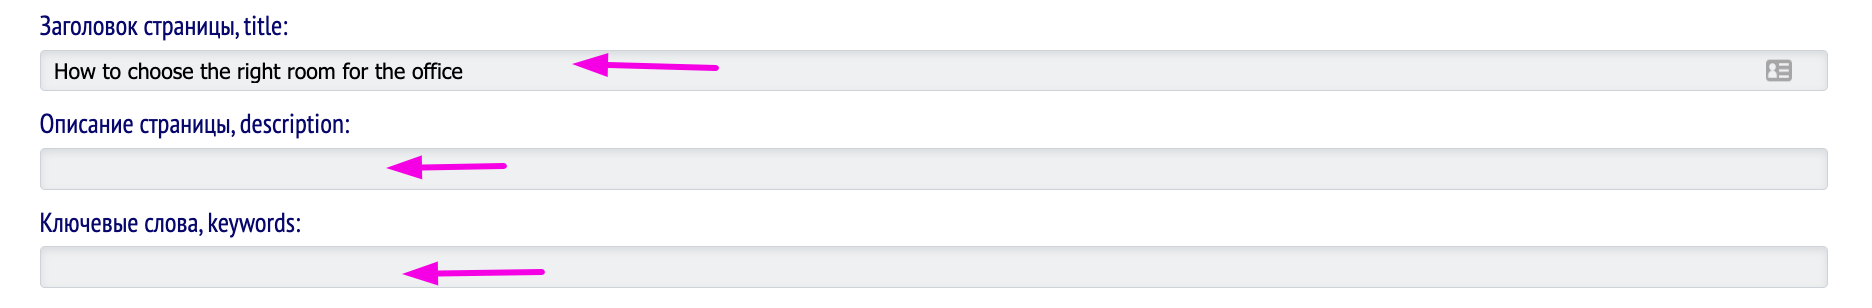 Заголовок страницы, title:
How to choose the right room for the office
Описание страницы, description:
Ключевые слова, keywords: